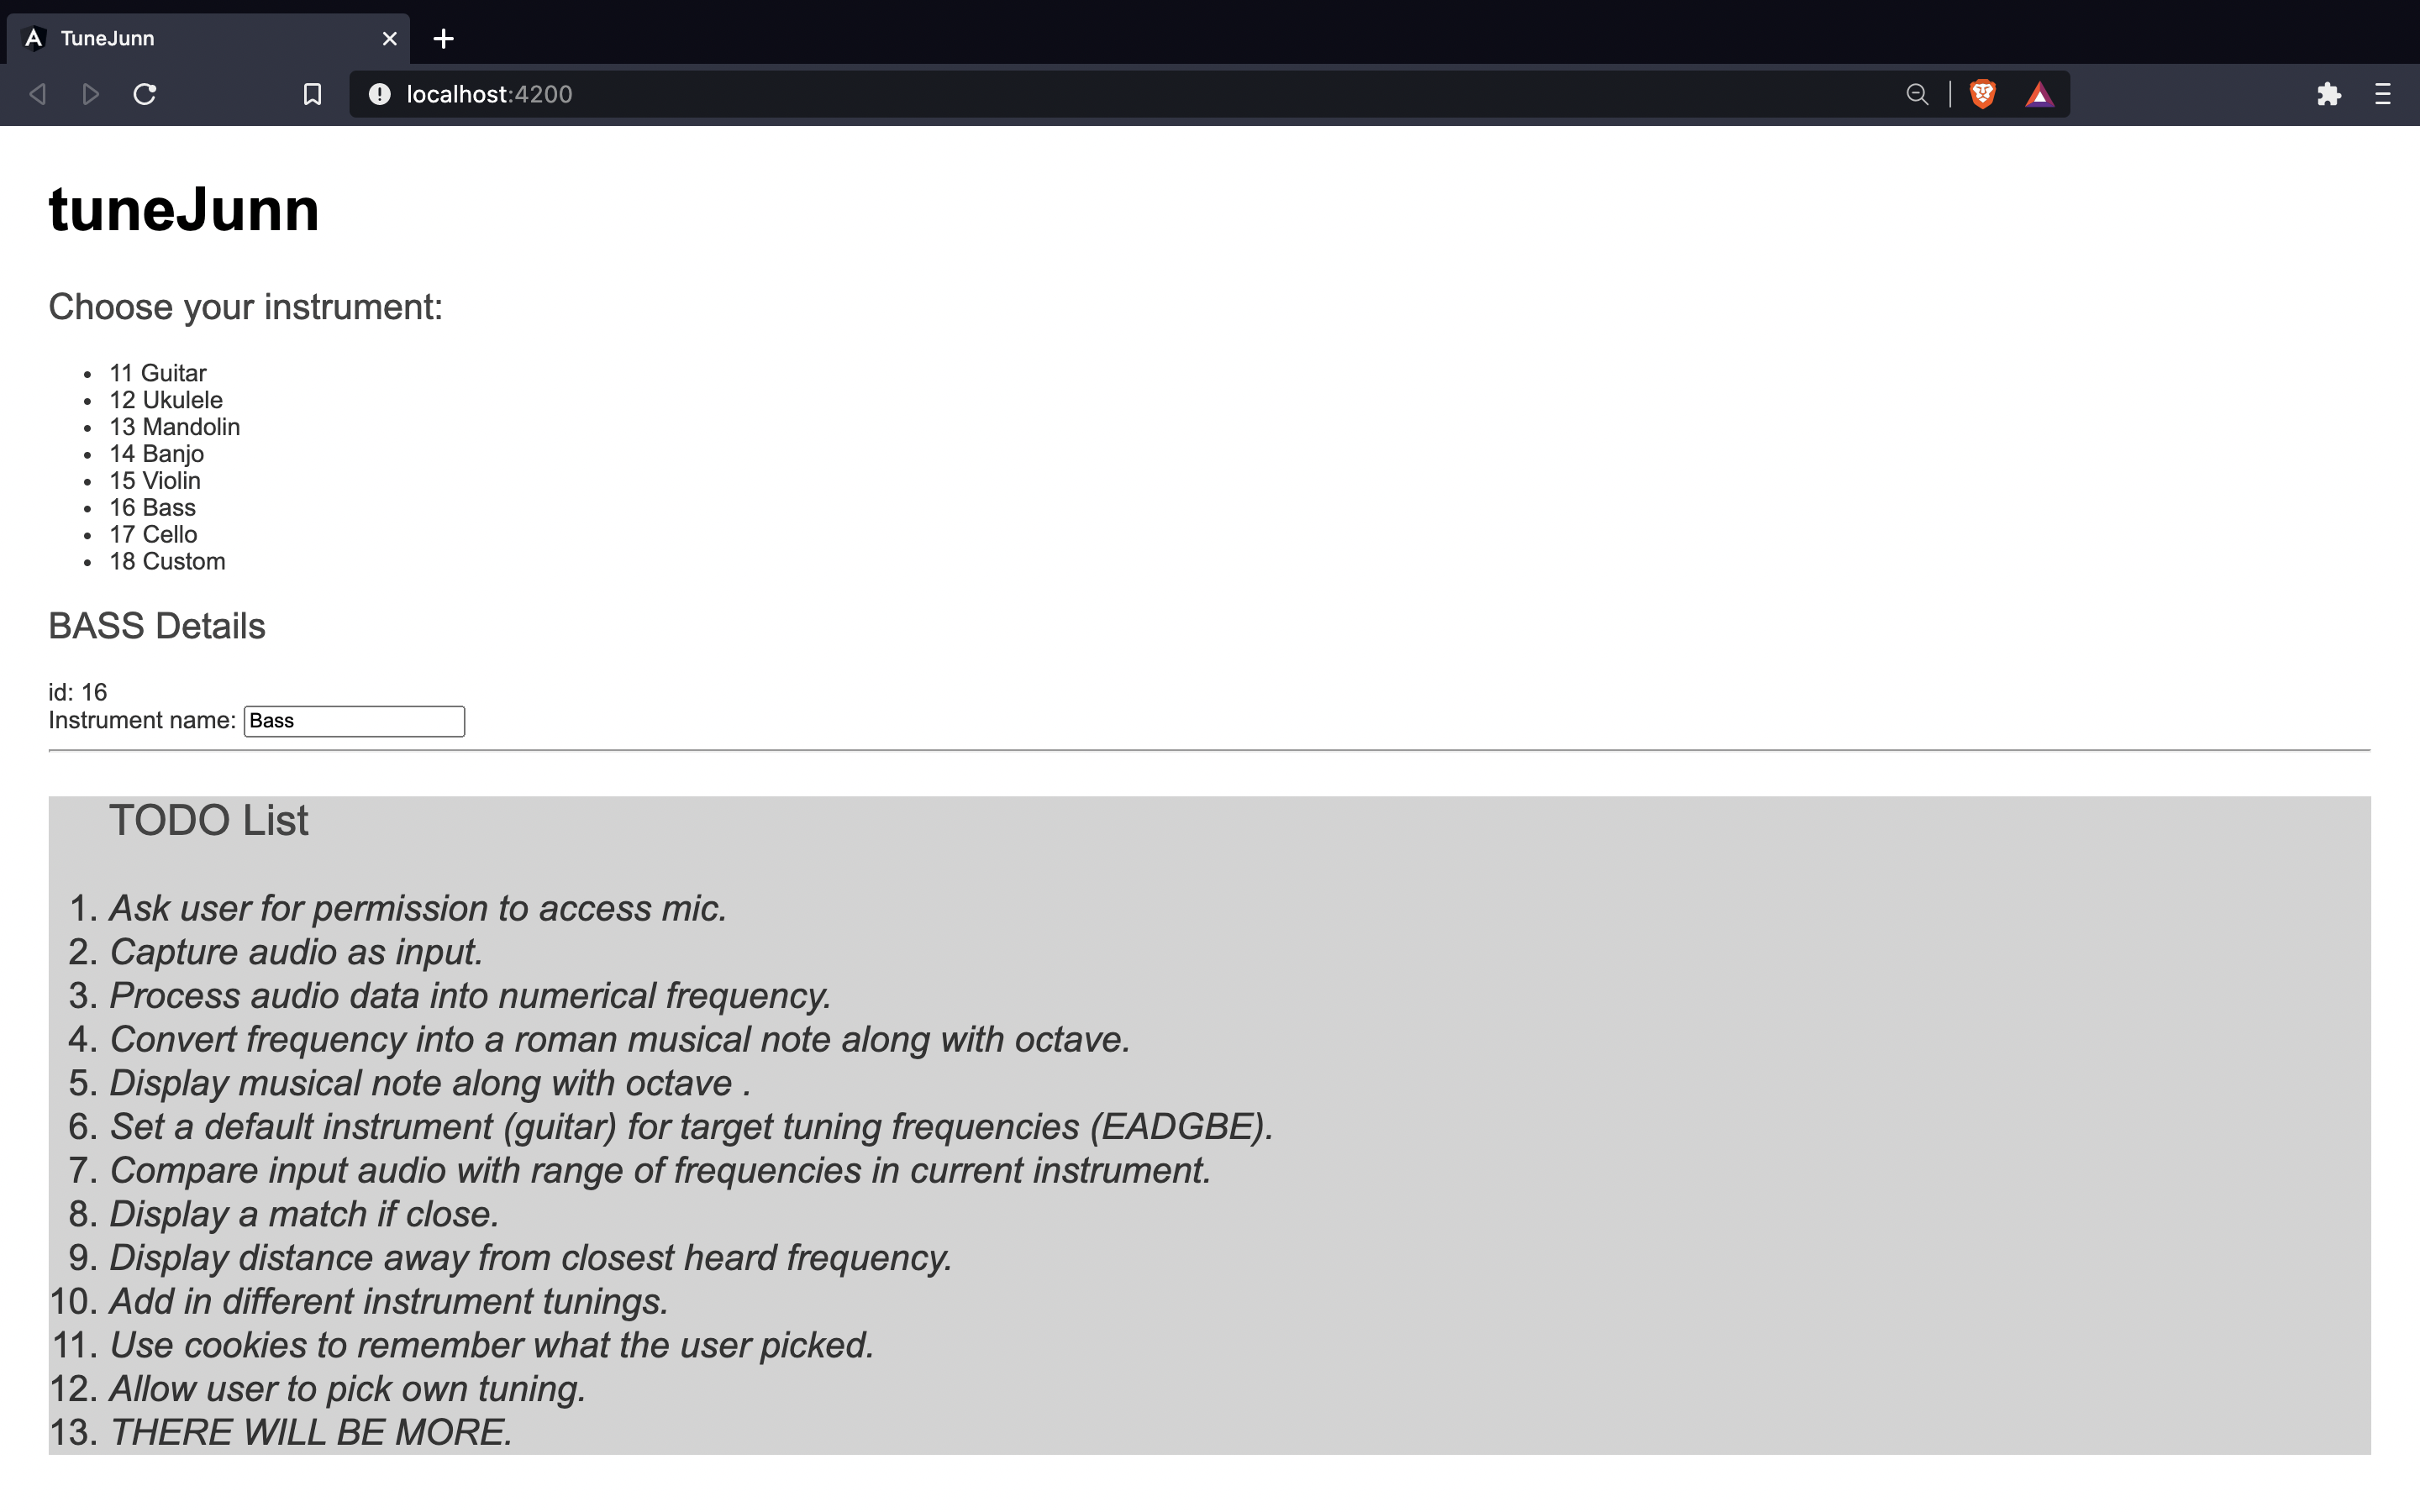 TuneJunn
localhost:4200
tuneJunn
Choose your instrument:
• 11 Guitar
• 12 Ukulele
• 13 Mandolin
• 14 Banjo
• 15 Violin
• 16 Bass
• 17 Cello
• 18 Custom
BASS Details
id: 16
Instrument name: Bass
TODO List
1. Ask user for permission to access mic.
2. Capture audio as input.
3. Process audio data into numerical frequency.
4. Convert frequency into a roman musical note along with octave.
5. Display musical note along with octave .
6. Set a default instrument (guitar) for target tuning frequencies (EADGBE).
7. Compare input audio with range of frequencies in current instrument.
8. Display a match if close.
9. Display distance away from closest heard frequency.
10. Add in different instrument tunings.
11. Use cookies to remember what the user picked.
12. Allow user to pick own tuning.
13. THERE WILL BE MORE.